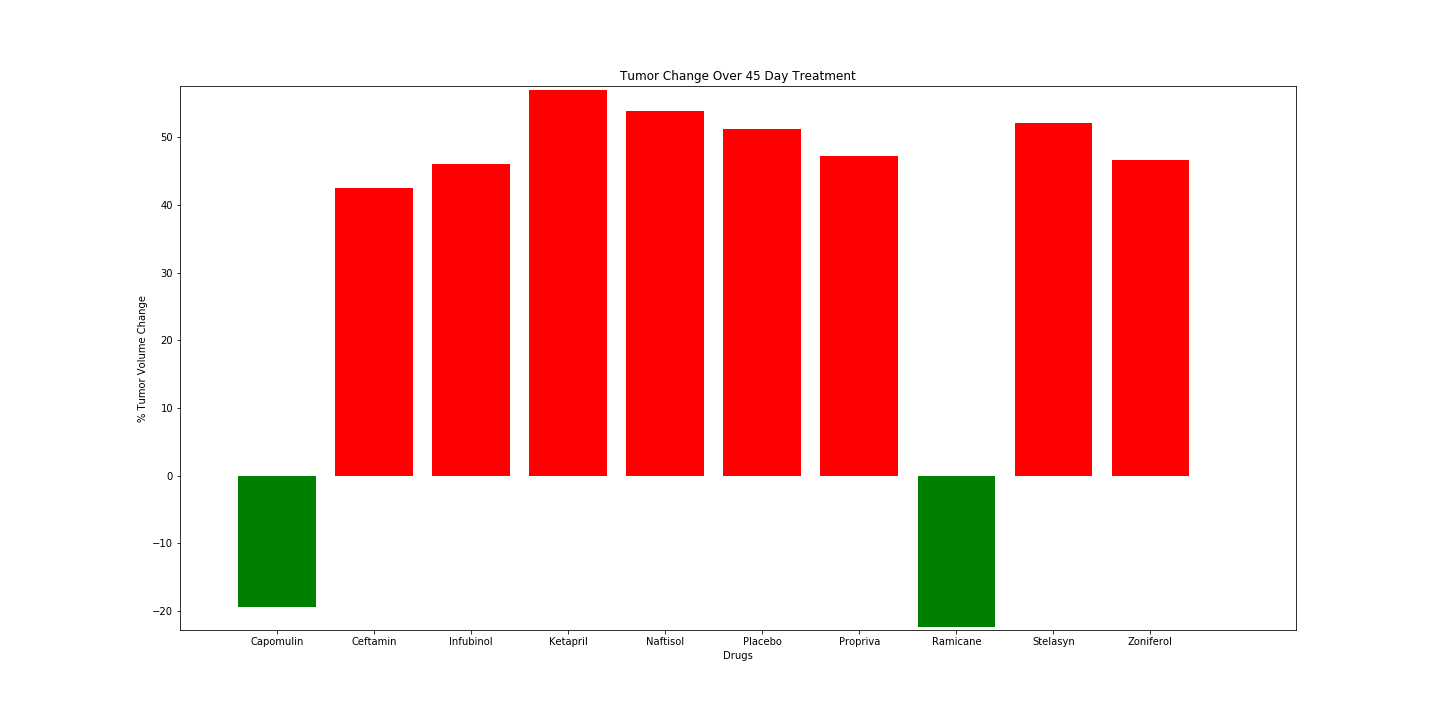 Tumor Change Over 45 Day Treatment
% Tumor Volume Change
50
40
30
20
10
0
−10
−20
Capomulin Ceftamin Infubinol Ketapril Naftisol Placebo Propriva Ramicane Stelasyn Zoniferol
Drugs